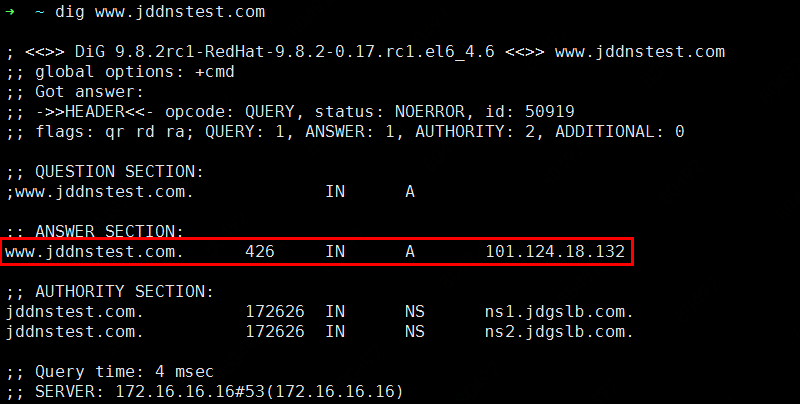 ➜  ~ dig www.jddnstest.com
; <<>> DiG 9.8.2rc1-RedHat-9.8.2-0.17.rc1.el6_4.6 <<>> www.jddnstest.com
;; global options: +cmd
;; Got answer:
;; ->>HEADER<<- opcode: QUERY, status: NOERROR, id: 50919
;; flags: qr rd ra; QUERY: 1, ANSWER: 1, AUTHORITY: 2, ADDITIONAL: 0
;; QUESTION SECTION:
;www.jddnstest.com.		IN	A
;; ANSWER SECTION:
www.jddnstest.com.	426	IN	A	101.124.18.132
;; AUTHORITY SECTION:
jddnstest.com.		172626	IN	NS	ns1.jdgslb.com.
jddnstest.com.		172626	IN	NS	ns2.jdgslb.com.
;; Query time: 4 msec
;; SERVER: 172.16.16.16#53(172.16.16.16)